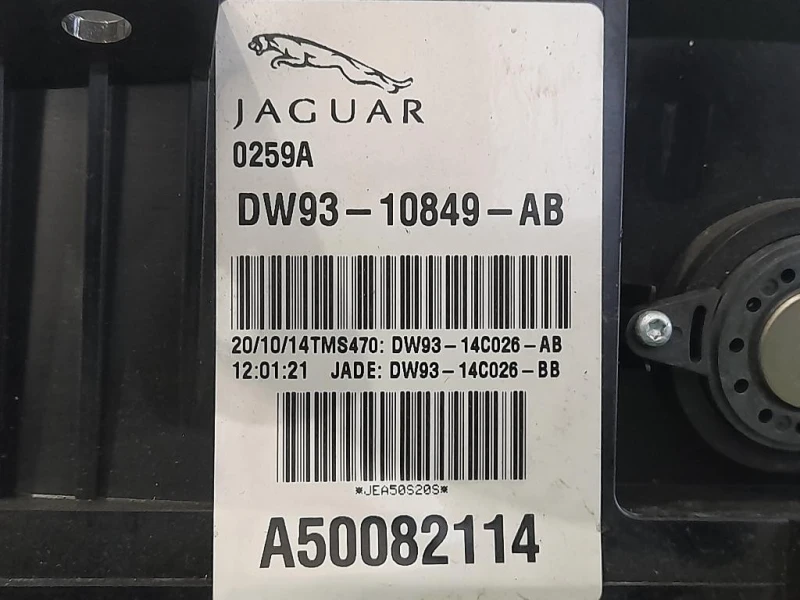 JAGUAR
0259A
DW93-10849-AB
20/10/14TMS470: DW93-14C026-AB
12:01:21 JADE: DW93-14C026-BB
*JEA50S20S*
A50082114